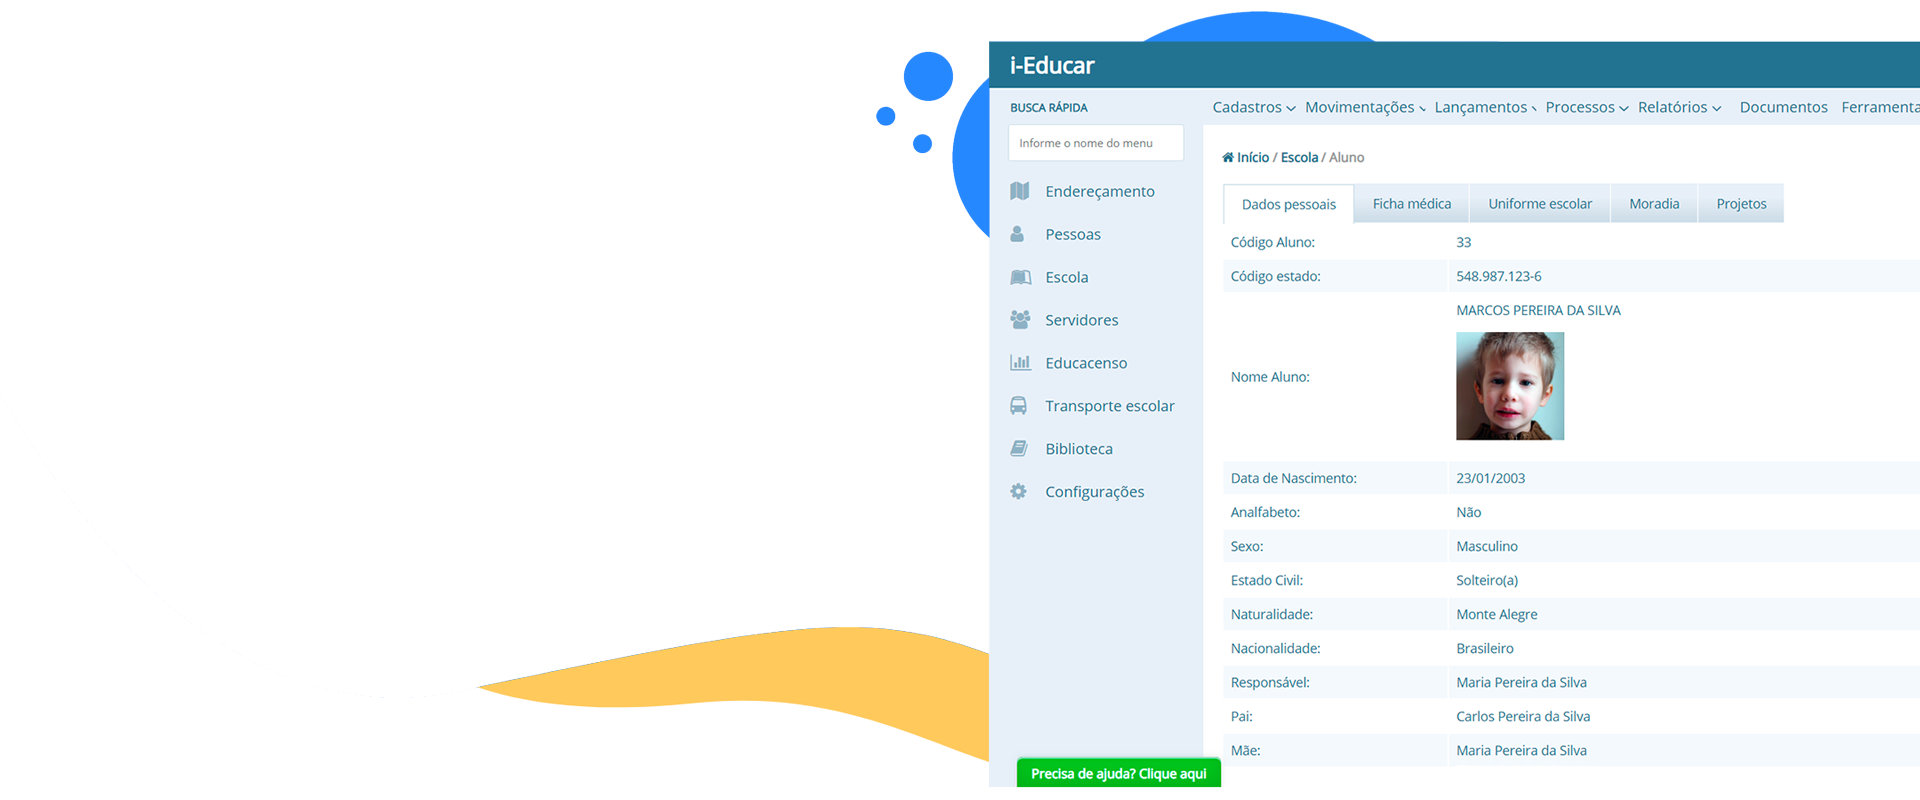 i-Educar
BUSCA RÁPIDA
Cadastros Movimentações Lançamentos Processos Relatórios Documentos Ferramenta
Informe o nome do menu
Início / Escola / Aluno
Endereçamento
Pessoas
Escola
Servidores
Educacenso
Transporte escolar
Biblioteca
Configurações
Dados pessoais Ficha médica Uniforme escolar Moradia Projetos
Código Aluno: 33
Código estado: 548.987.123-6
MARCOS PEREIRA DA SILVA
Nome Aluno:
Data de Nascimento: 23/01/2003
Analfabeto: Não
Sexo: Masculino
Estado Civil: Solteiro(a)
Naturalidade: Monte Alegre
Nacionalidade: Brasileiro
Responsável: Maria Pereira da Silva
Pai: Carlos Pereira da Silva
Mãe: Maria Pereira da Silva
Precisa de ajuda? Clique aqui